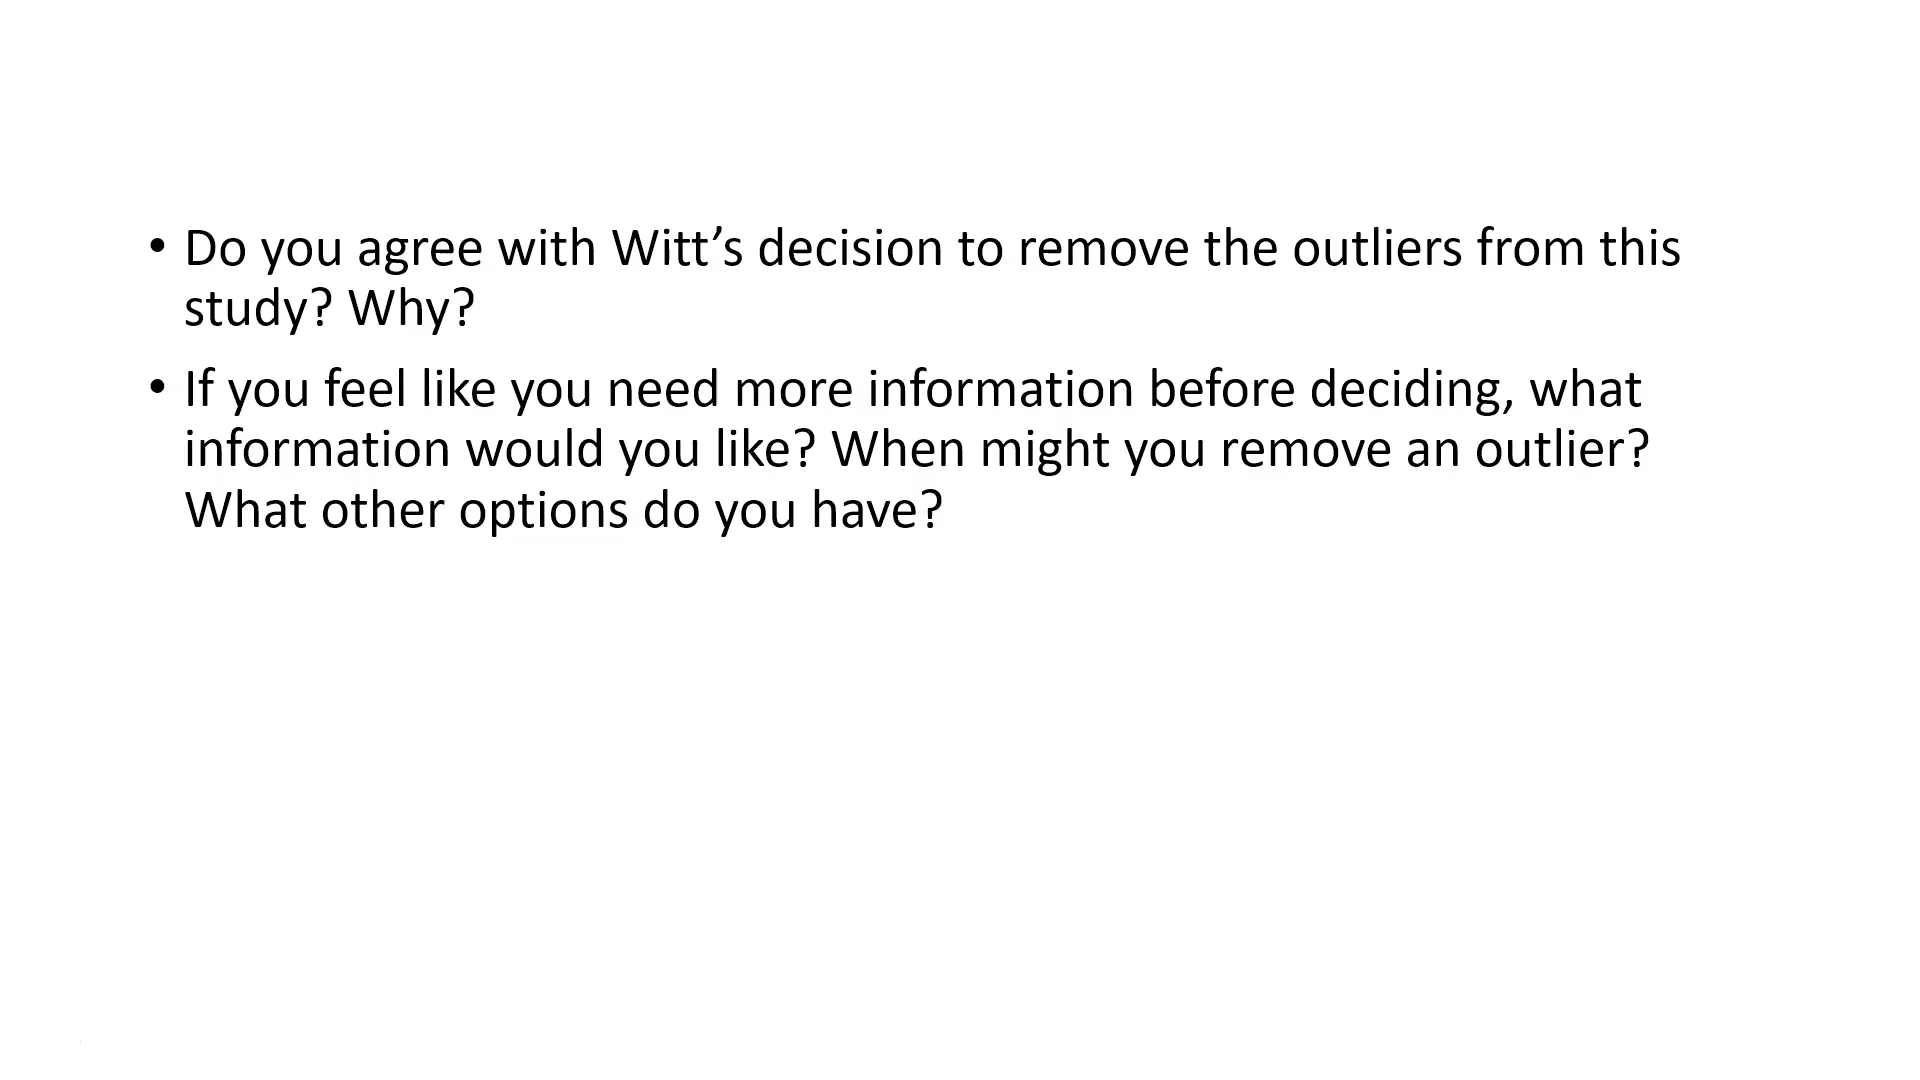 • Do you agree with Witt’s decision to remove the outliers from this
study? Why?
• If you feel like you need more information before deciding, what
information would you like? When might you remove an outlier?
What other options do you have?